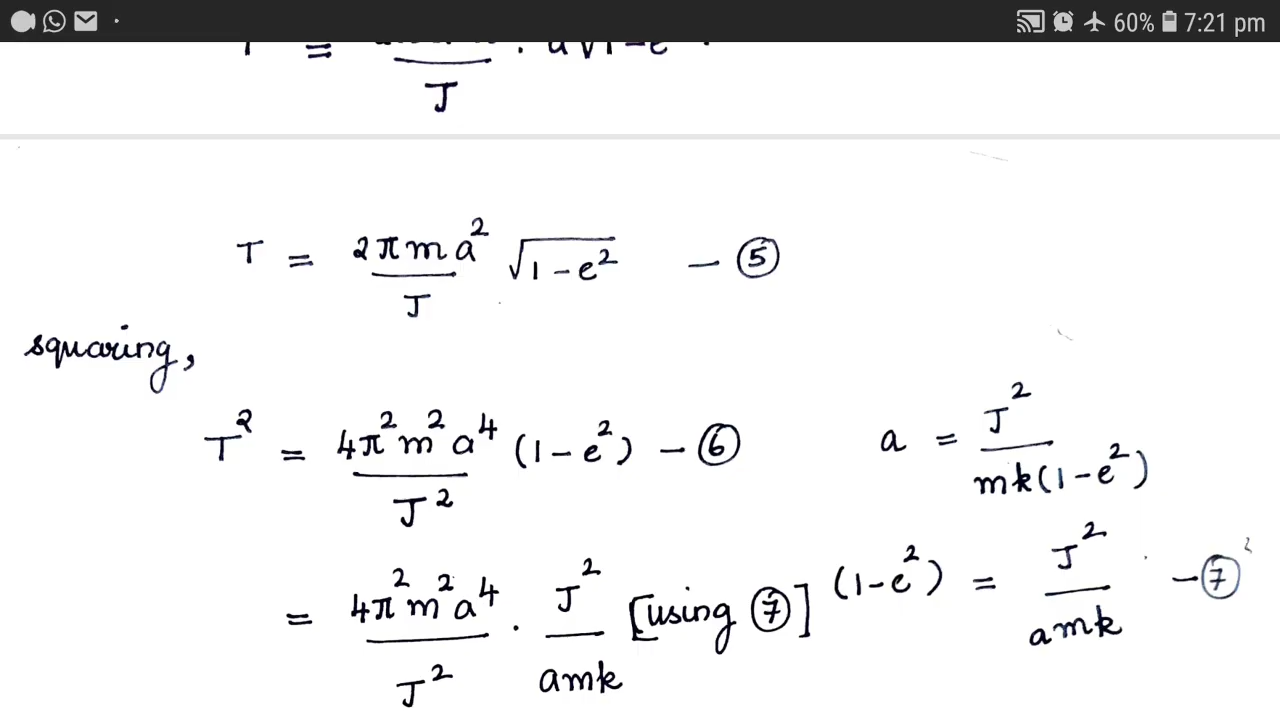 60% 7:21 pm
J
T = 2πma² / J √1-e² - ⑤
squaring,
T² = 4π²m²a⁴ / J² (1-e²) - ⑥
a = J² / mk(1-e²)
= 4π²m²a⁴ / J² . J² / amk [using ⑦]
(1-e²) = J² / amk - ⑦